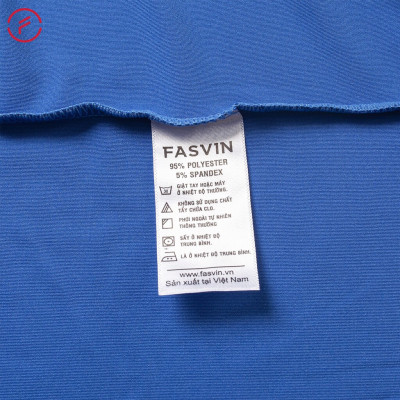 FASVIN
95% POLYESTER
5% SPANDEX
GIẶT TAY HOẶC MÁY
Ở NHIỆT ĐỘ THƯỜNG.
KHÔNG SỬ DỤNG CHẤT
TẨY CHỨA CLO.
PHƠI NGOÀI TỰ NHIÊN
THÔNG THƯỜNG
SẤY Ở NHIỆT ĐỘ
TRUNG BÌNH.
LÀ Ở NHIỆT ĐỘ TRUNG BÌNH.
www.fasvin.vn
Sản xuất tại Việt Nam